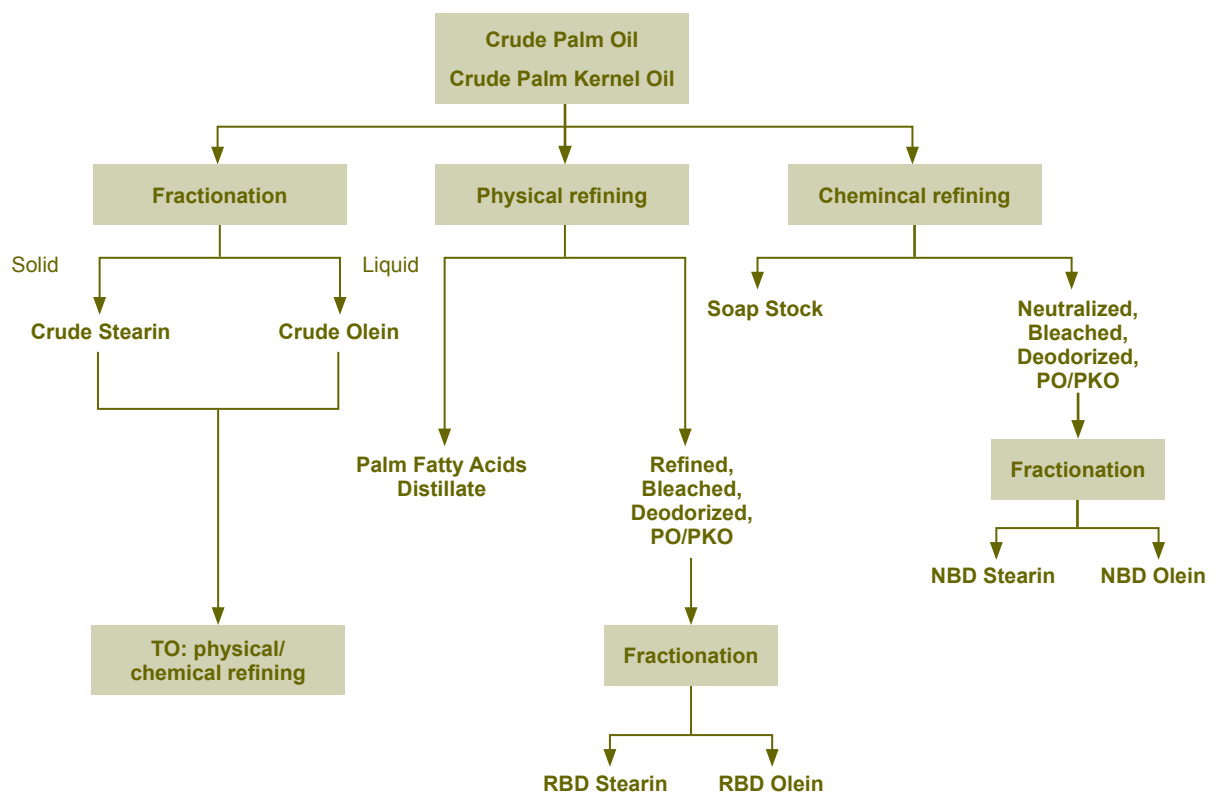 Crude Palm Oil
Crude Palm Kernel Oil
Fractionation
Physical refining
Chemincal refining
Solid
Liquid
Crude Stearin
Crude Olein
Soap Stock
Neutralized,
Bleached,
Deodorized,
PO/PKO
Palm Fatty Acids
Distillate
Refined,
Bleached,
Deodorized,
PO/PKO
Fractionation
NBD Stearin
NBD Olein
TO: physical/
chemical refining
Fractionation
RBD Stearin
RBD Olein